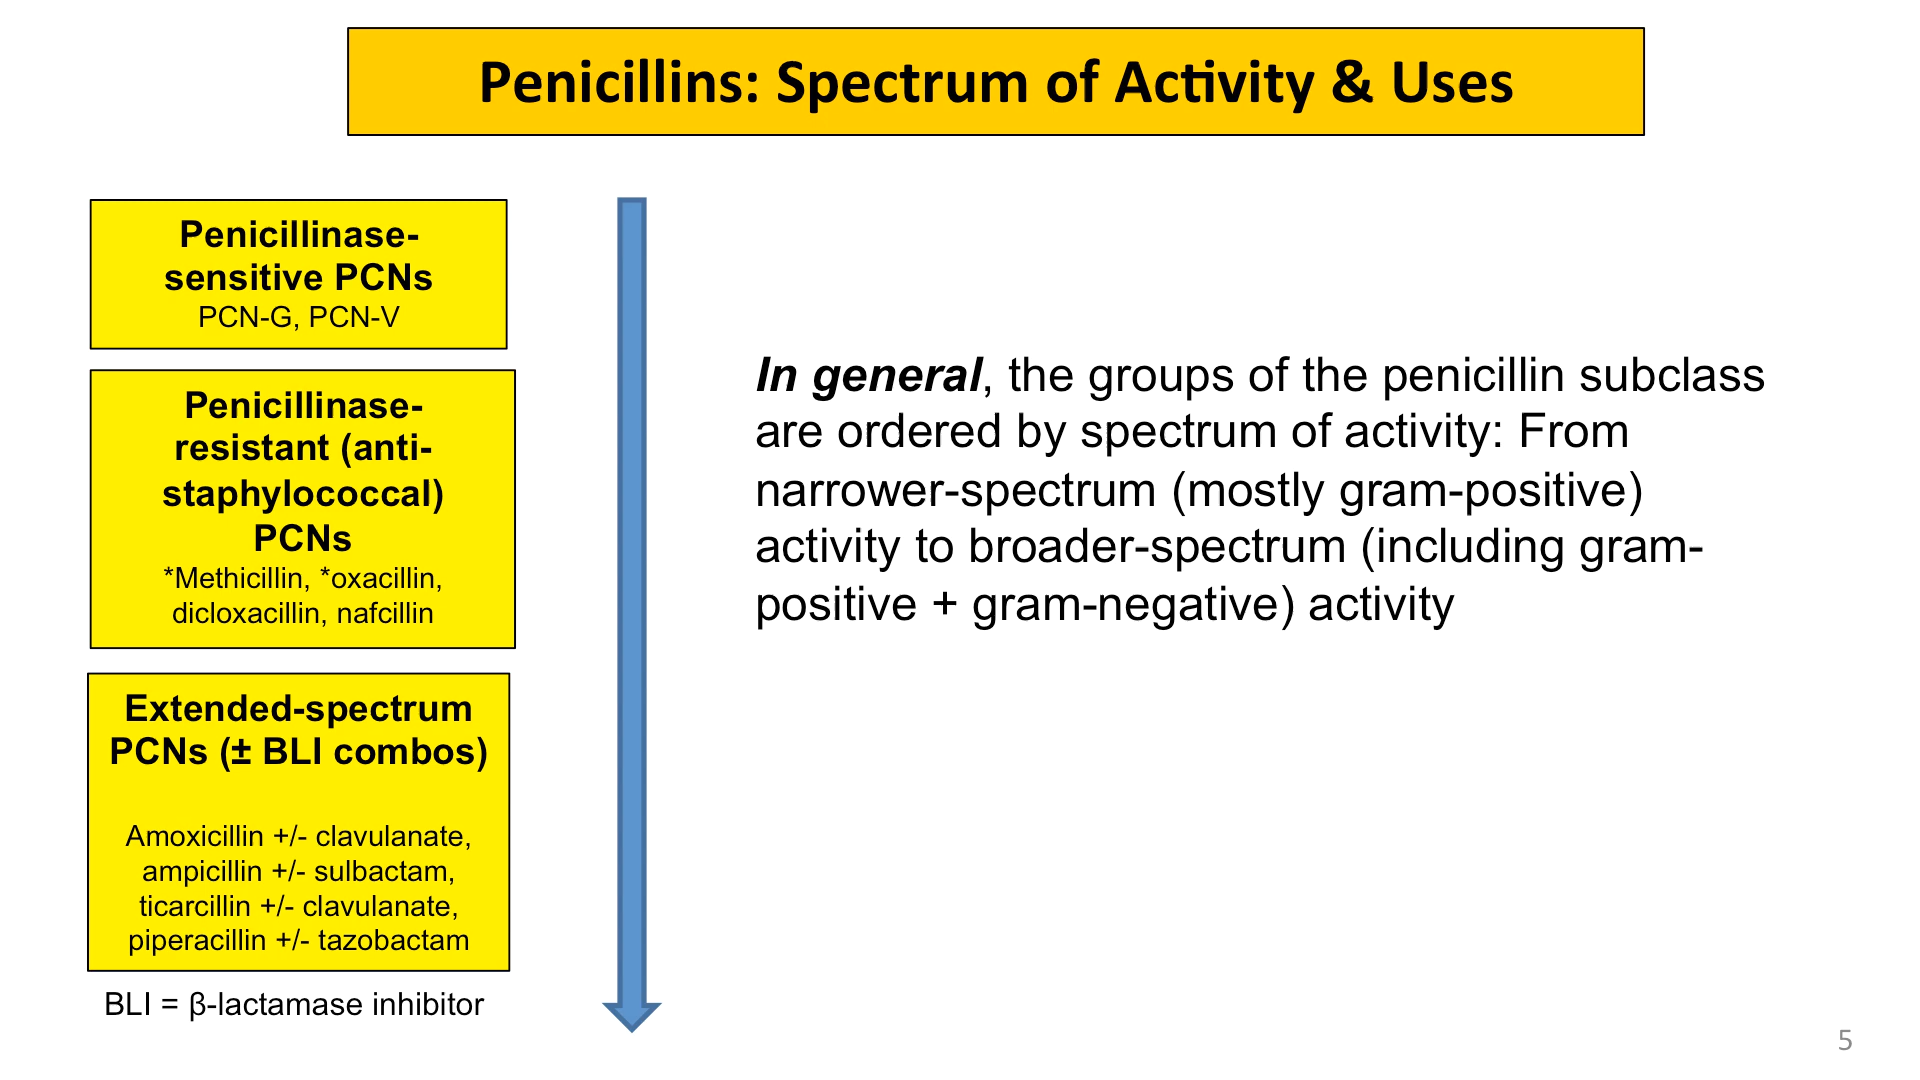 Penicillins: Spectrum of Activity & Uses
Penicillinase-
sensitive PCNs
PCN-G, PCN-V
Penicillinase-
resistant (anti-
staphylococcal)
PCNs
*Methicillin, *oxacillin,
dicloxacillin, nafcillin
Extended-spectrum
PCNs (± BLI combos)
Amoxicillin +/- clavulanate,
ampicillin +/- sulbactam,
ticarcillin +/- clavulanate,
piperacillin +/- tazobactam
BLI = β-lactamase inhibitor
In general, the groups of the penicillin subclass
are ordered by spectrum of activity: From
narrower-spectrum (mostly gram-positive)
activity to broader-spectrum (including gram-
positive + gram-negative) activity
5